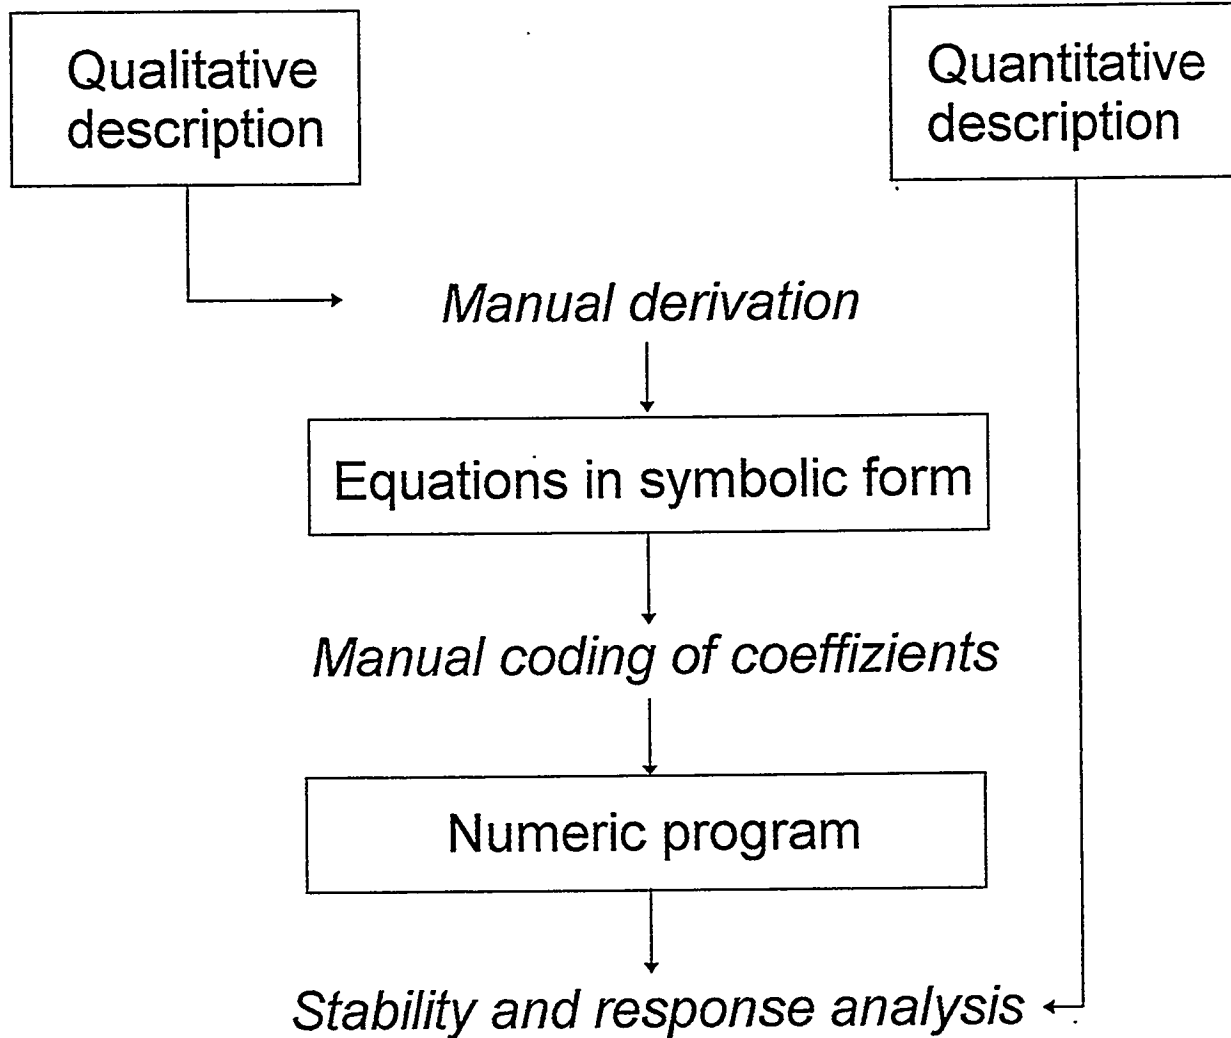 Qualitative
description
Quantitative
description
Manual derivation
Equations in symbolic form
Manual coding of coeffizients
Numeric program
Stability and response analysis